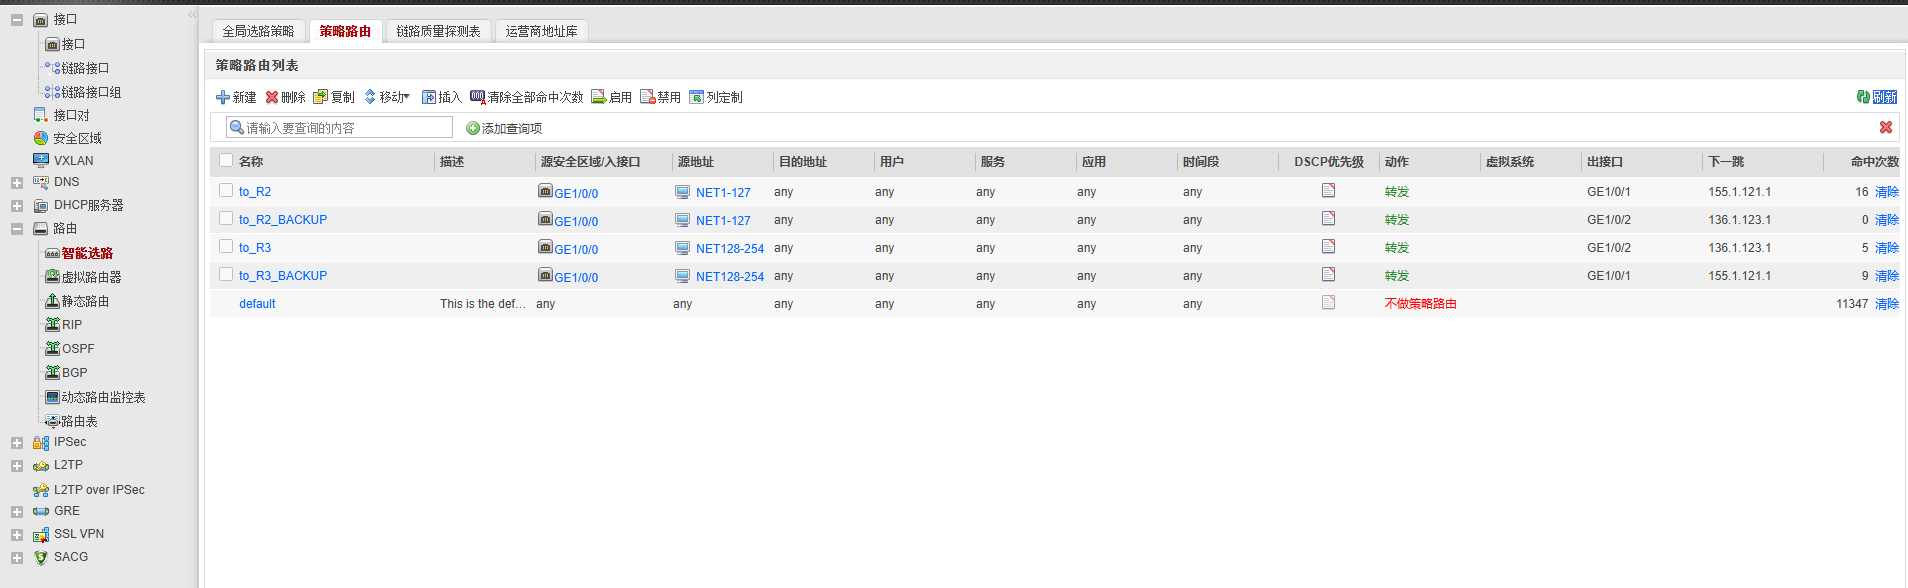 接口
接口
链路接口
链路接口组
接口对
安全区域
VXLAN
DNS
DHCP服务器
路由
智能选路
虚拟路由器
静态路由
RIP
OSPF
BGP
动态路由监控表
路由表
IPSec
L2TP
L2TP over IPSec
GRE
SSL VPN
SACG
全局选路策略 策略路由 链路质量探测表 运营商地址库
策略路由列表
新建 删除 复制 移动 插入 清除全部命中次数 启用 禁用 列定制 刷新
请输入要查询的内容 添加查询项
名称 描述 源安全区域/入接口 源地址 目的地址 用户 服务 应用 时间段 DSCP优先级 动作 虚拟系统 出接口 下一跳 命中次数
to_R2 GE1/0/0 NET1-127 any any any any any 转发 GE1/0/1 155.1.121.1 16 清除
to_R2_BACKUP GE1/0/0 NET1-127 any any any any any 转发 GE1/0/2 136.1.123.1 0 清除
to_R3 GE1/0/0 NET128-254 any any any any any 转发 GE1/0/2 136.1.123.1 5 清除
to_R3_BACKUP GE1/0/0 NET128-254 any any any any any 转发 GE1/0/1 155.1.121.1 9 清除
default This is the def... any any any any any any any 不做策略路由 11347 清除